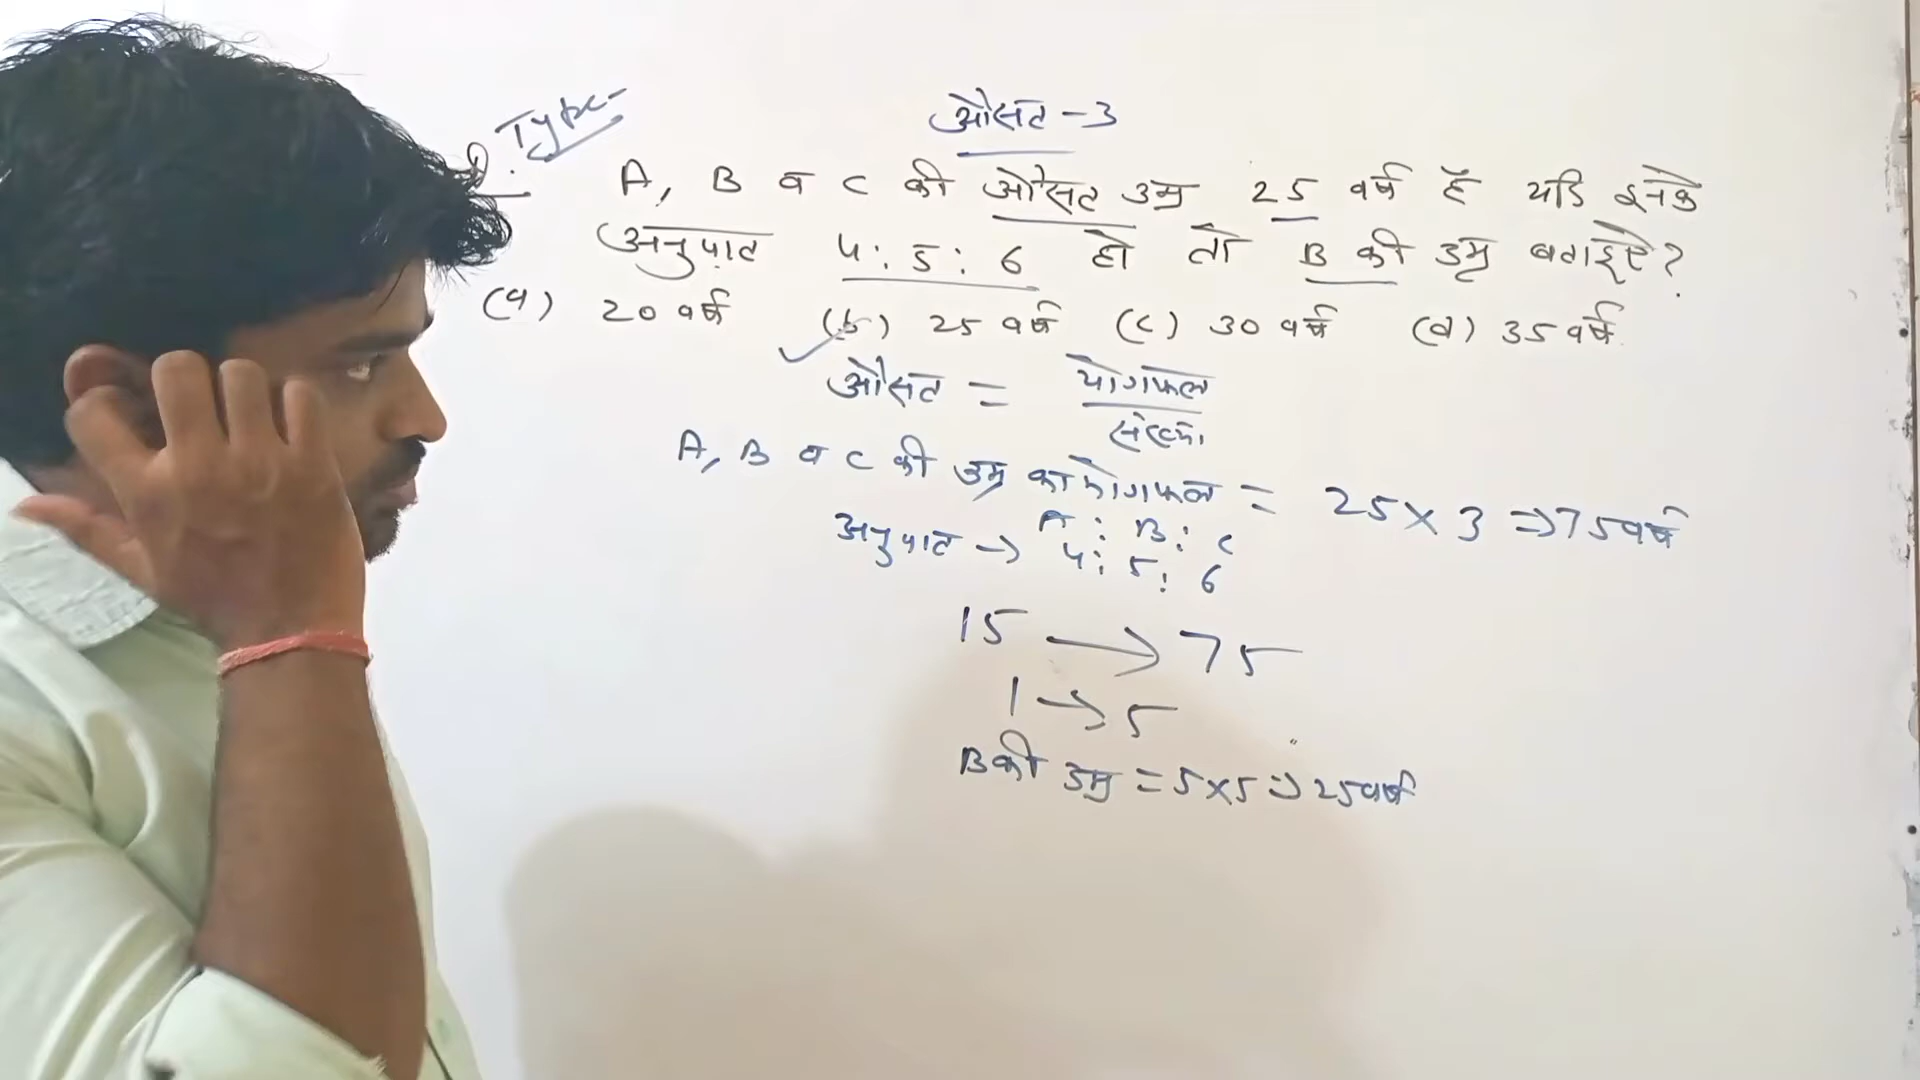 Type-
औसत - 3
Q. A, B व C की औसत उम्र 25 वर्ष है यदि इनके
अनुपात 4 : 5 : 6 हो तो B की उम्र बताइए?
(a) 20 वर्ष (b) 25 वर्ष (c) 30 वर्ष (d) 35 वर्ष
औसत = योगफल
संख्या
A, B व C की उम्र का योगफल = 25 × 3 ⇒ 75 वर्ष
A : B : C
अनुपात → 4 : 5 : 6
15 → 75
1 → 5
B की उम्र = 5 × 5 ⇒ 25 वर्ष